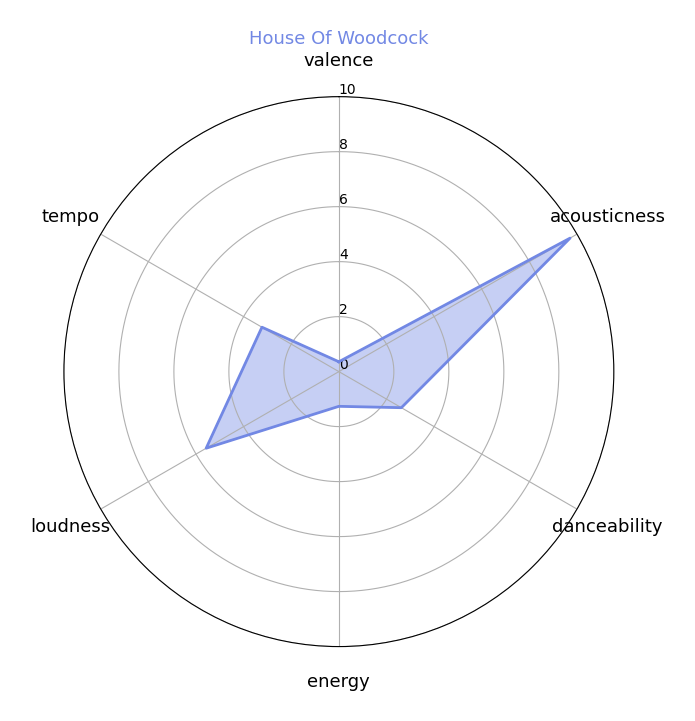 House Of Woodcock
valence
10
8
6
4
2
0
tempo
acousticness
loudness
danceability
energy